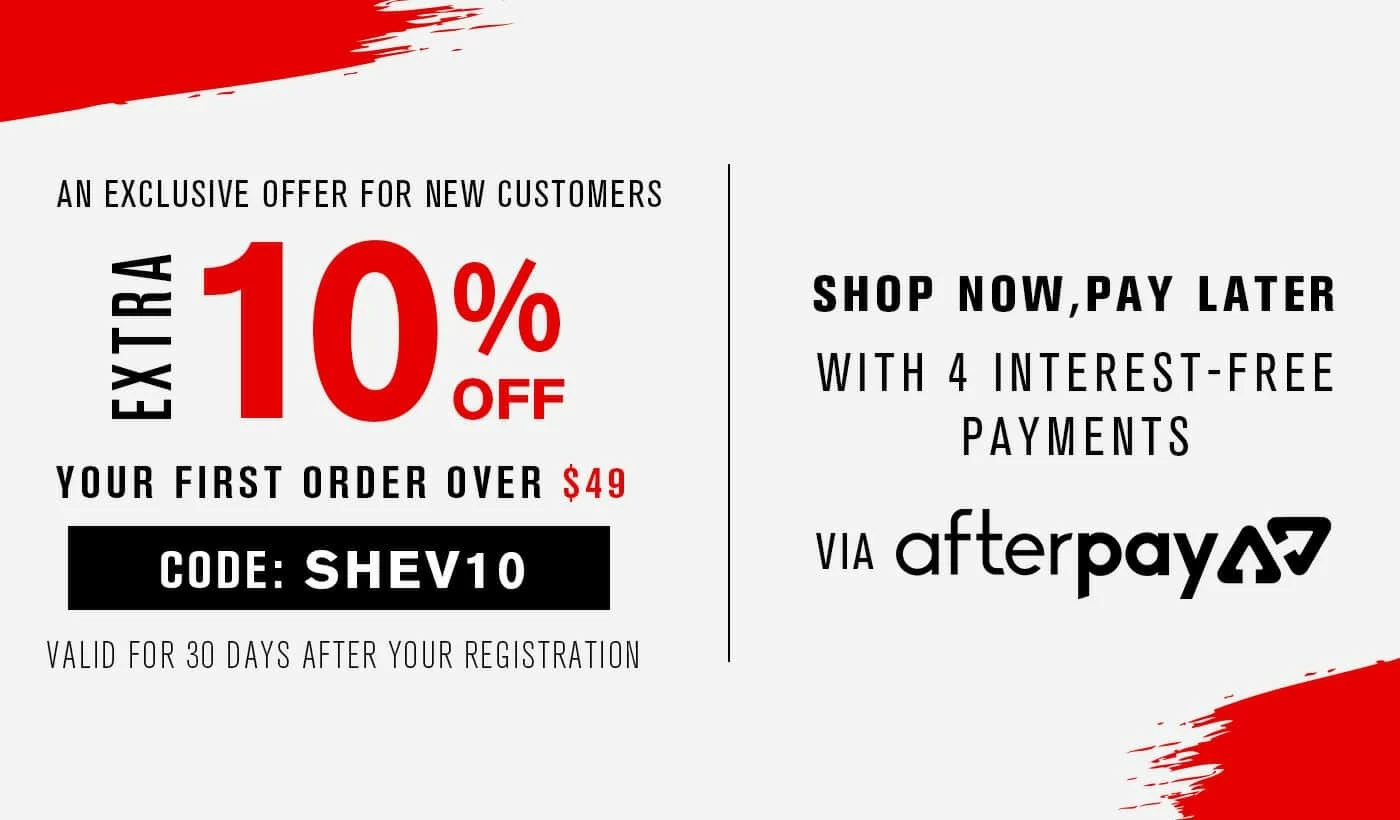 AN EXCLUSIVE OFFER FOR NEW CUSTOMERS
EXTRA
10%
OFF
YOUR FIRST ORDER OVER $49
CODE: SHEV10
VALID FOR 30 DAYS AFTER YOUR REGISTRATION
SHOP NOW,PAY LATER
WITH 4 INTEREST-FREE
PAYMENTS
VIA afterpay